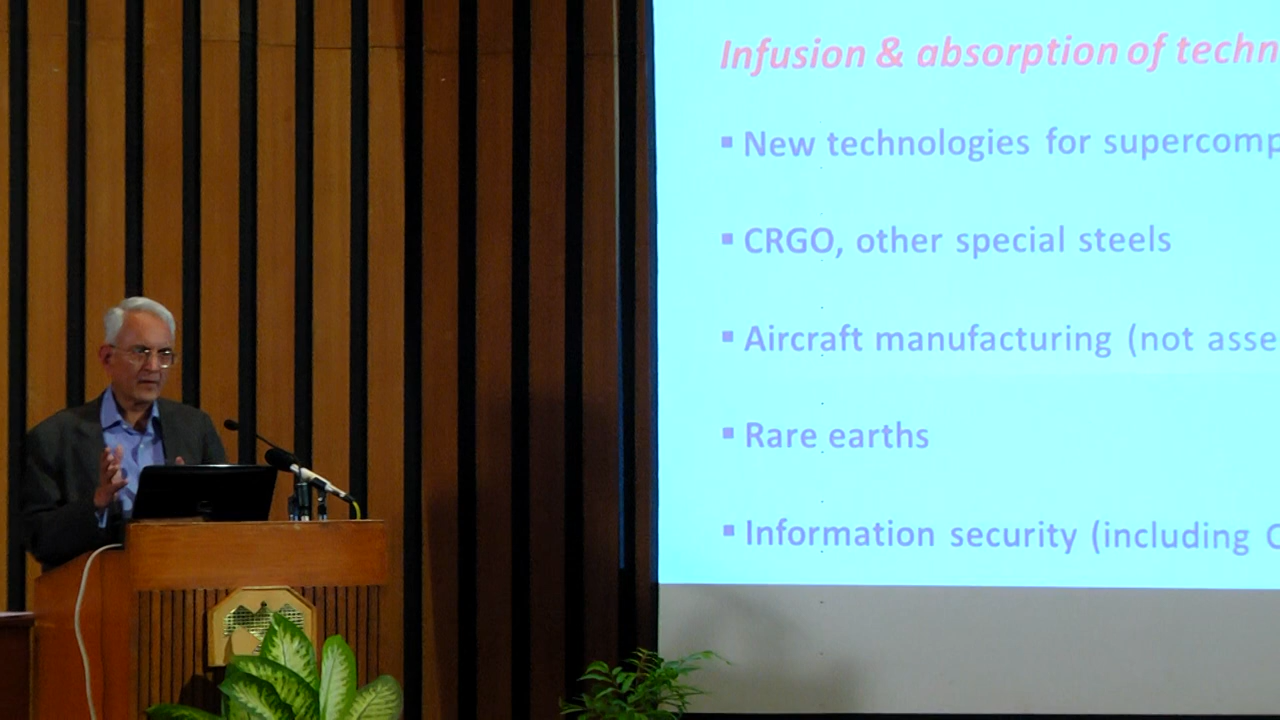 Infusion & absorption of techn
▪ New technologies for supercomp
▪ CRGO, other special steels
▪ Aircraft manufacturing (not asse
▪ Rare earths
▪ Information security (including C